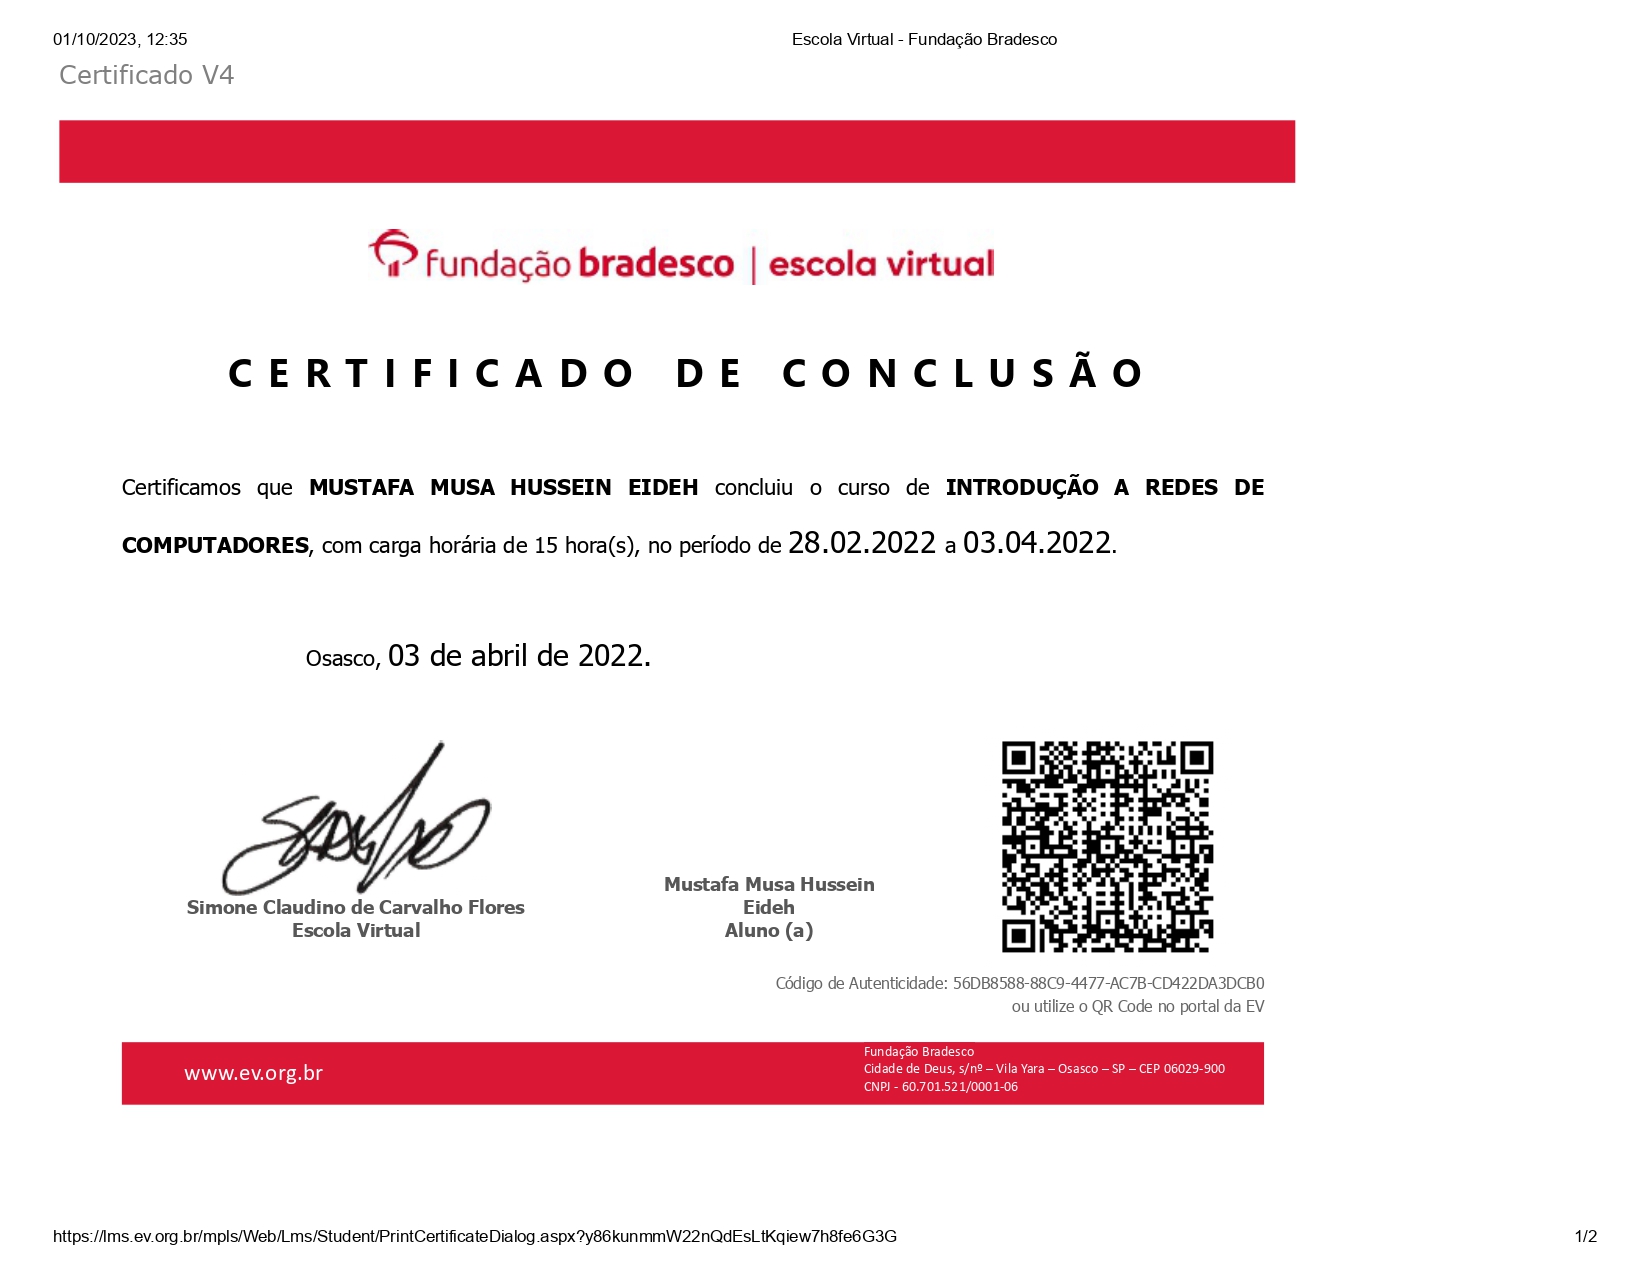 01/10/2023, 12:35
Escola Virtual - Fundação Bradesco
Certificado V4
fundação bradesco | escola virtual
CERTIFICADO DE CONCLUSÃO
Certificamos que MUSTAFA MUSA HUSSEIN EIDEH concluiu o curso de INTRODUÇÃO A REDES DE
COMPUTADORES, com carga horária de 15 hora(s), no período de 28.02.2022 a 03.04.2022.
Osasco, 03 de abril de 2022.
Simone Claudino de Carvalho Flores
Escola Virtual
Mustafa Musa Hussein
Eideh
Aluno (a)
Código de Autenticidade: 56DB8588-88C9-4477-AC7B-CD422DA3DCB0
ou utilize o QR Code no portal da EV
www.ev.org.br
Fundação Bradesco
Cidade de Deus, s/nº – Vila Yara – Osasco – SP – CEP 06029-900
CNPJ - 60.701.521/0001-06
https://lms.ev.org.br/mpls/Web/Lms/Student/PrintCertificateDialog.aspx?y86kunmmW22nQdEsLtKqiew7h8fe6G3G
1/2